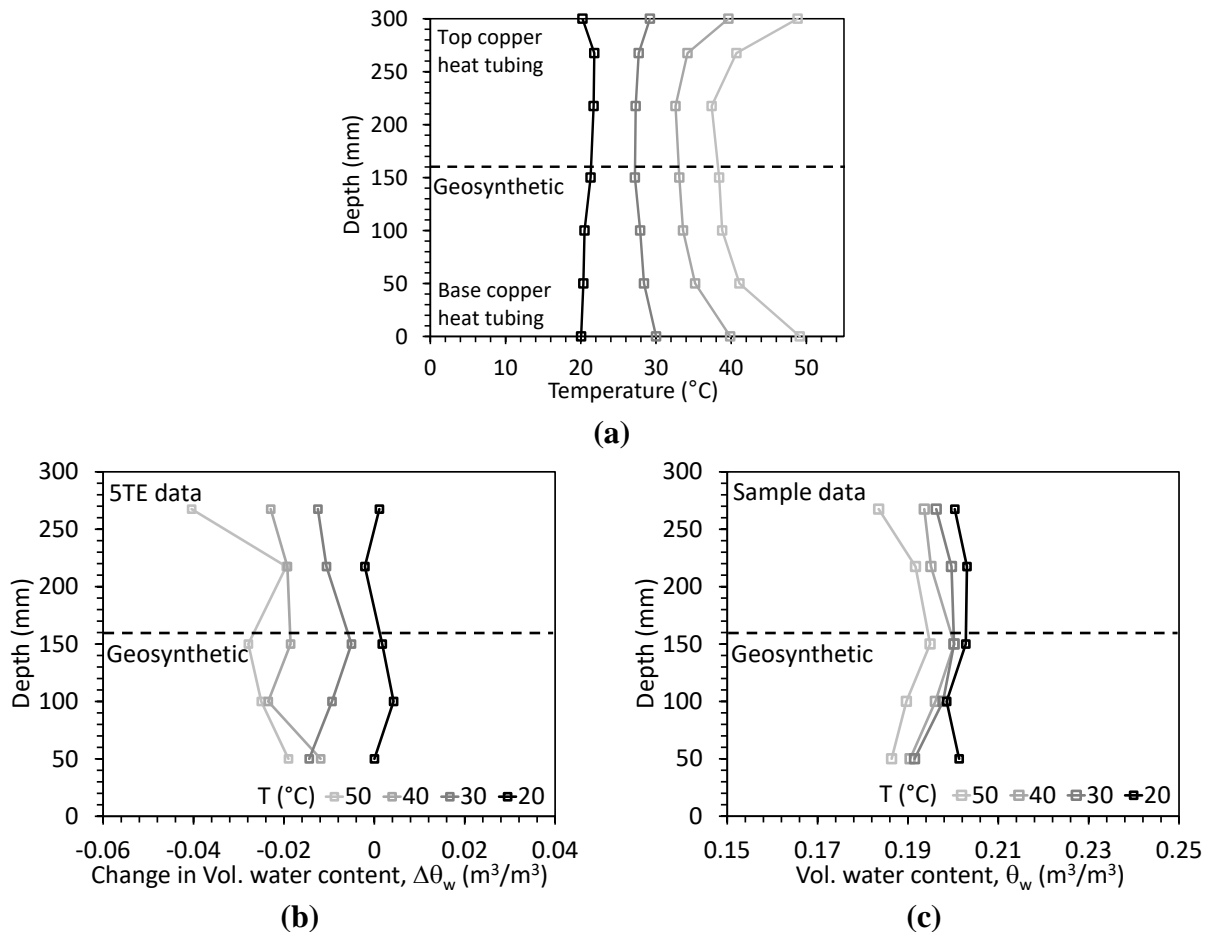 300
Top copper
heat tubing
250
200
150
Geosynthetic
100
Base copper
50
heat tubing
0
Depth (mm)
0 10 20 30 40 50
Temperature (°C)
(a)
300
5TE data
250
200
150
Geosynthetic
100
50
T (°C) 50 40 30 20
0
Depth (mm)
-0.06 -0.04 -0.02 0 0.02 0.04
Change in Vol. water content, Δθw (m³/m³)
(b)
300
Sample data
250
200
150
Geosynthetic
100
50
T (°C) 50 40 30 20
0
Depth (mm)
0.15 0.17 0.19 0.21 0.23 0.25
Vol. water content, θw (m³/m³)
(c)